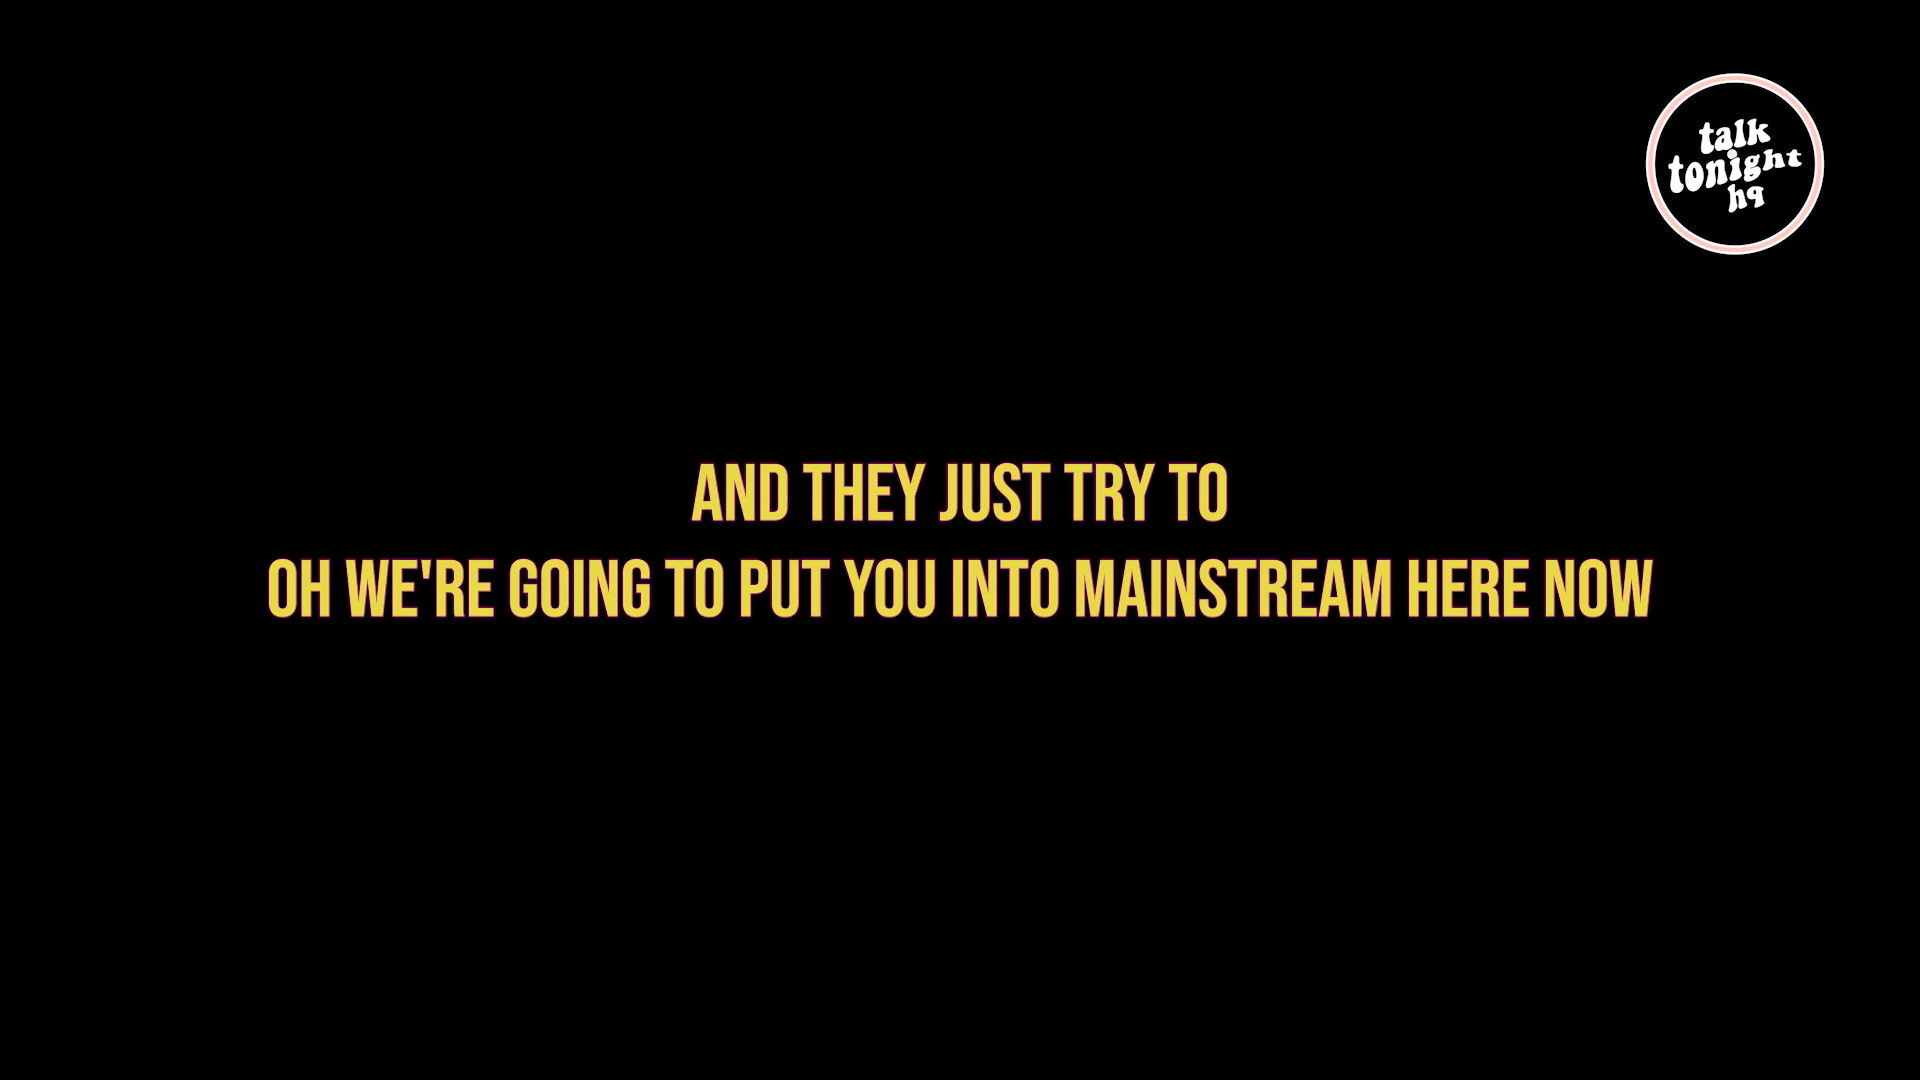 talk
tonight
hq
AND THEY JUST TRY TO
OH WE'RE GOING TO PUT YOU INTO MAINSTREAM HERE NOW